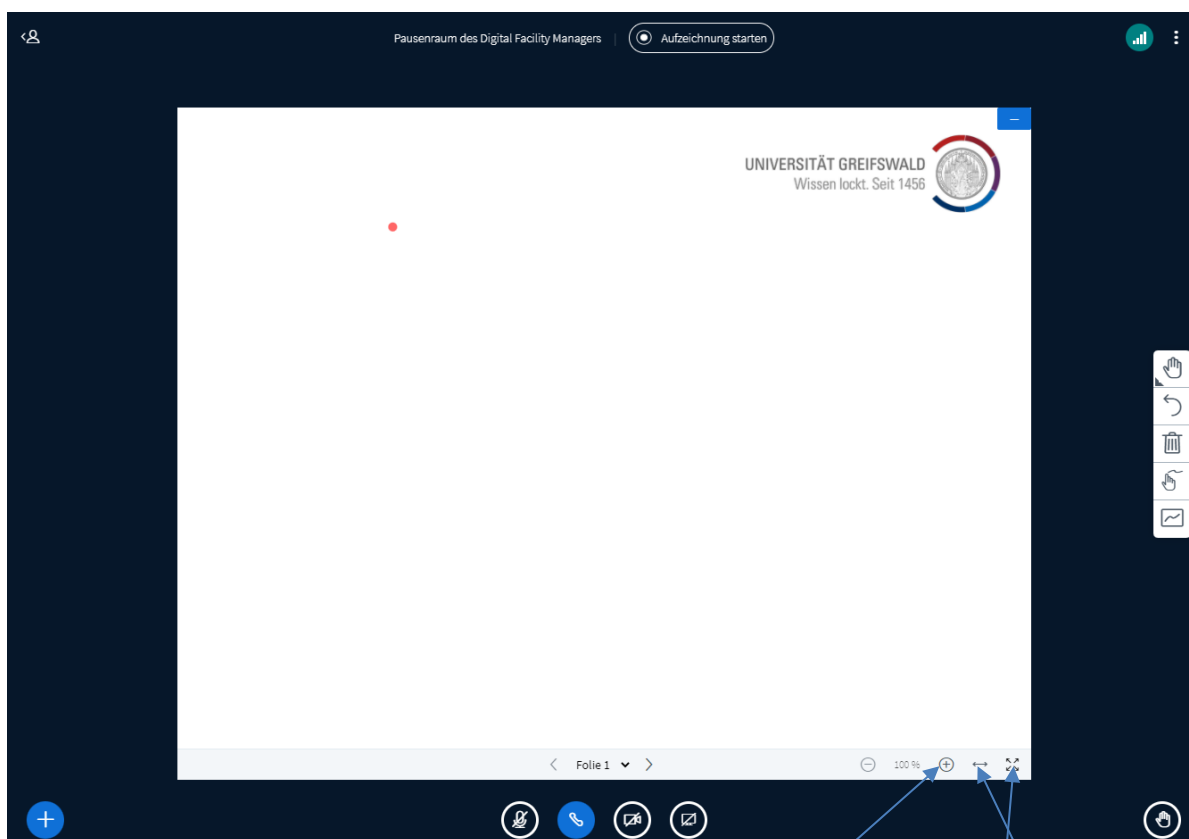 Pausenraum des Digital Facility Managers
Aufzeichnung starten
UNIVERSITÄT GREIFSWALD
Wissen lockt. Seit 1456
Folie 1
100 %